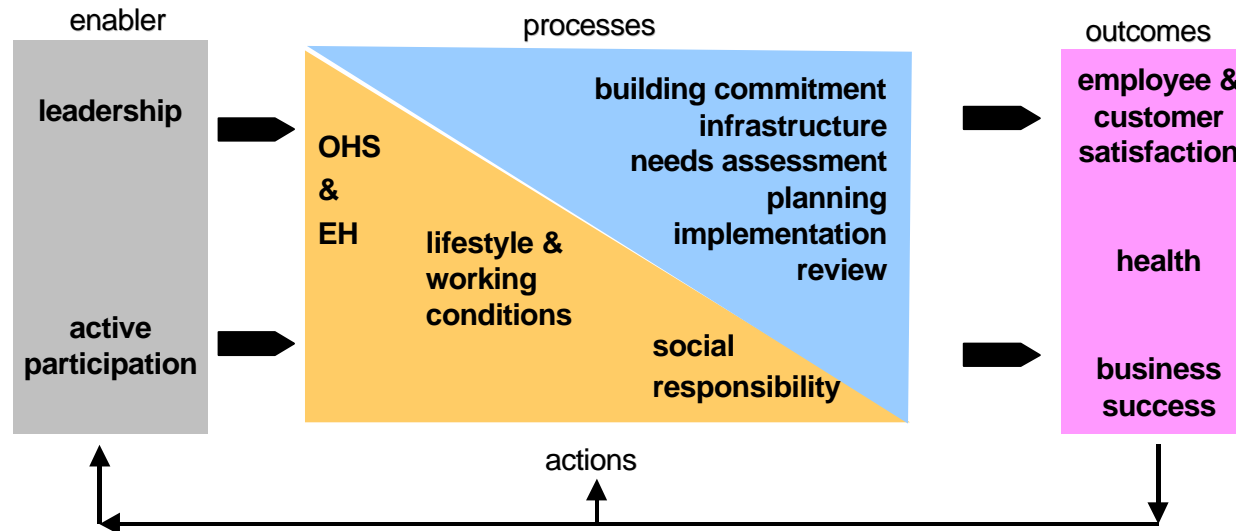 enabler
leadership
active
participation
processes
building commitment
infrastructure
needs assessment
planning
implementation
review
OHS
&
EH
lifestyle &
working
conditions
social
responsibility
actions
outcomes
employee &
customer
satisfaction
health
business
success